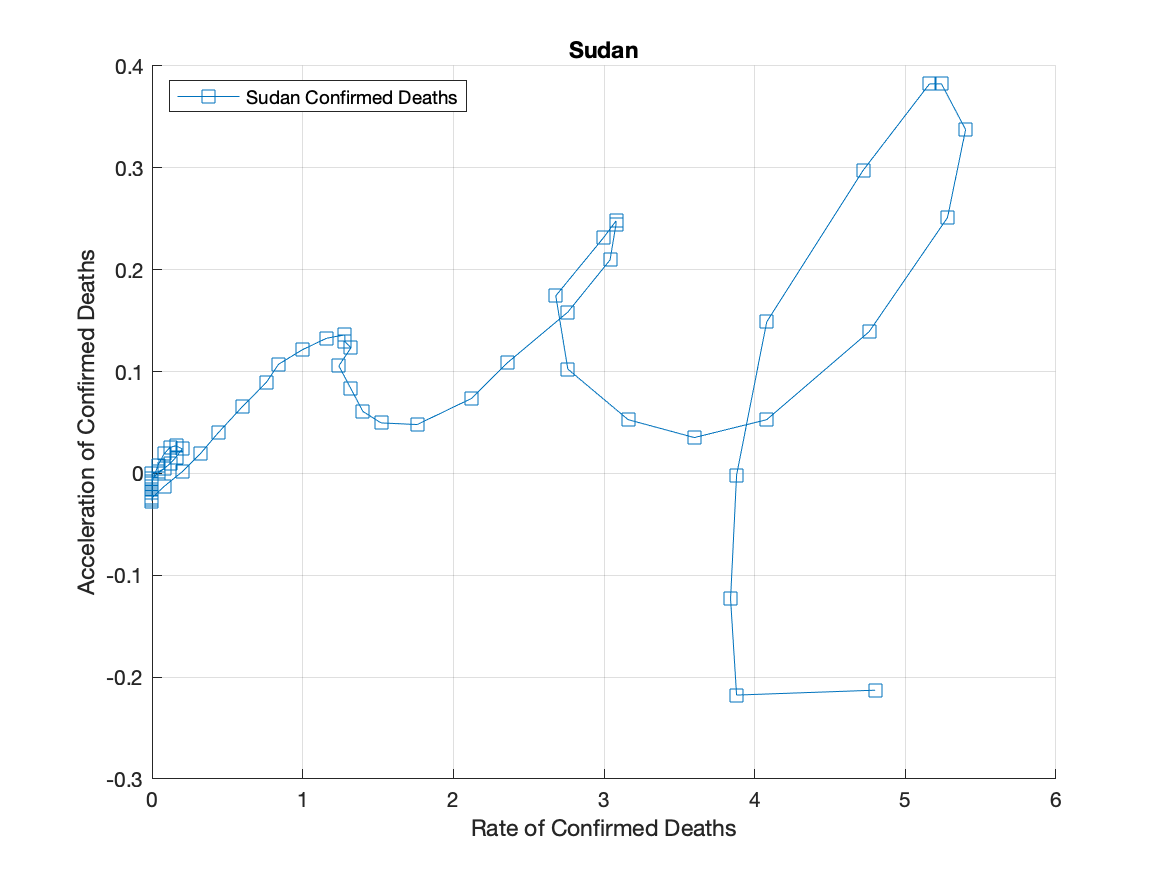 Sudan
Sudan Confirmed Deaths
0.4
0.3
0.2
0.1
0
-0.1
-0.2
-0.3
Acceleration of Confirmed Deaths
0 1 2 3 4 5 6
Rate of Confirmed Deaths